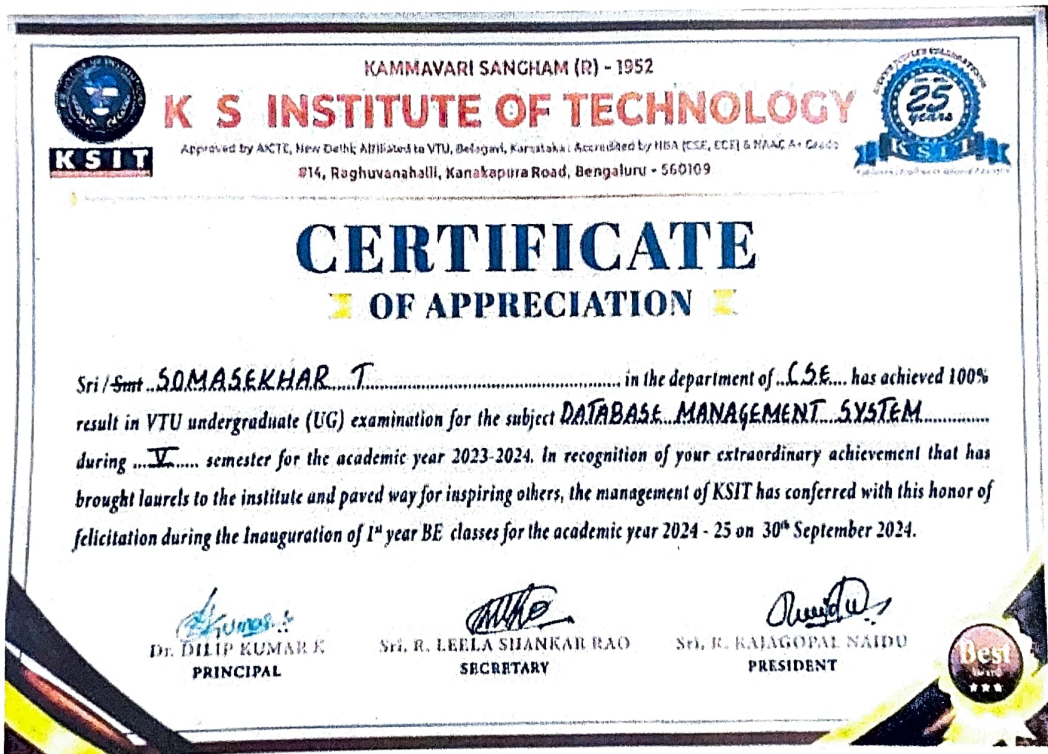 KAMMAVARI SANGHAM (R) - 1952
K S INSTITUTE OF TECHNOLOGY
KSIT
25 years
KSIT
Approved by AICTE, New Delhi; Affiliated to VTU, Belagavi, Karnataka; Accredited by NBA (CSE, ECE) & NAAC A+ Grade
#14, Raghuvanahalli, Kanakapura Road, Bengaluru - 560109
CERTIFICATE
OF APPRECIATION
Sri / Smt SOMASEKHAR T in the department of CSE has achieved 100%
result in VTU undergraduate (UG) examination for the subject DATABASE MANAGEMENT SYSTEM
during V semester for the academic year 2023-2024. In recognition of your extraordinary achievement that has
brought laurels to the institute and paved way for inspiring others, the management of KSIT has conferred with this honor of
felicitation during the Inauguration of 1st year BE classes for the academic year 2024 - 25 on 30th September 2024.
Dr. DILIP KUMAR K
PRINCIPAL
Sri. R. LEELA SHANKAR RAO
SECRETARY
Sri. R. RAJAGOPAL NAIDU
PRESIDENT
Best